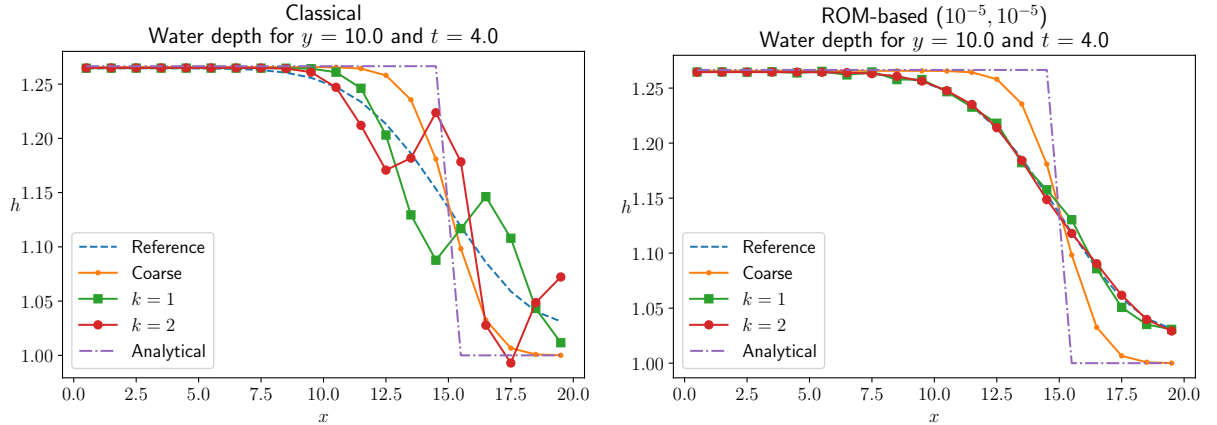 Classical
Water depth for y = 10.0 and t = 4.0
1.25
1.20
1.15
h
1.10
1.05
1.00
Reference
Coarse
k = 1
k = 2
Analytical
0.0 2.5 5.0 7.5 10.0 12.5 15.0 17.5 20.0
x
ROM-based (10⁻⁵, 10⁻⁵)
Water depth for y = 10.0 and t = 4.0
1.25
1.20
1.15
h
1.10
1.05
1.00
Reference
Coarse
k = 1
k = 2
Analytical
0.0 2.5 5.0 7.5 10.0 12.5 15.0 17.5 20.0
x